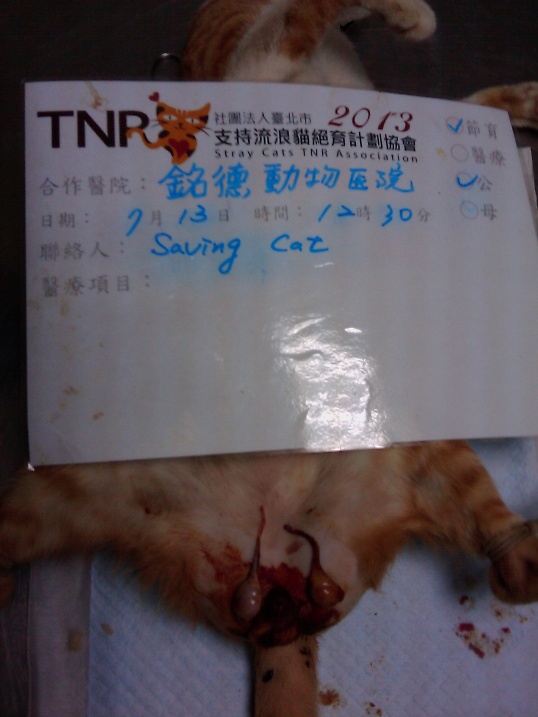 TNR 社團法人臺北市 2013
支持流浪貓絕育計劃協會
Stray Cats TNR Association
節育
醫療
公
母
合作醫院：銘德動物医院
日期： 7月13日 時間：12時30分
聯絡人： Saving Cat
醫療項目：